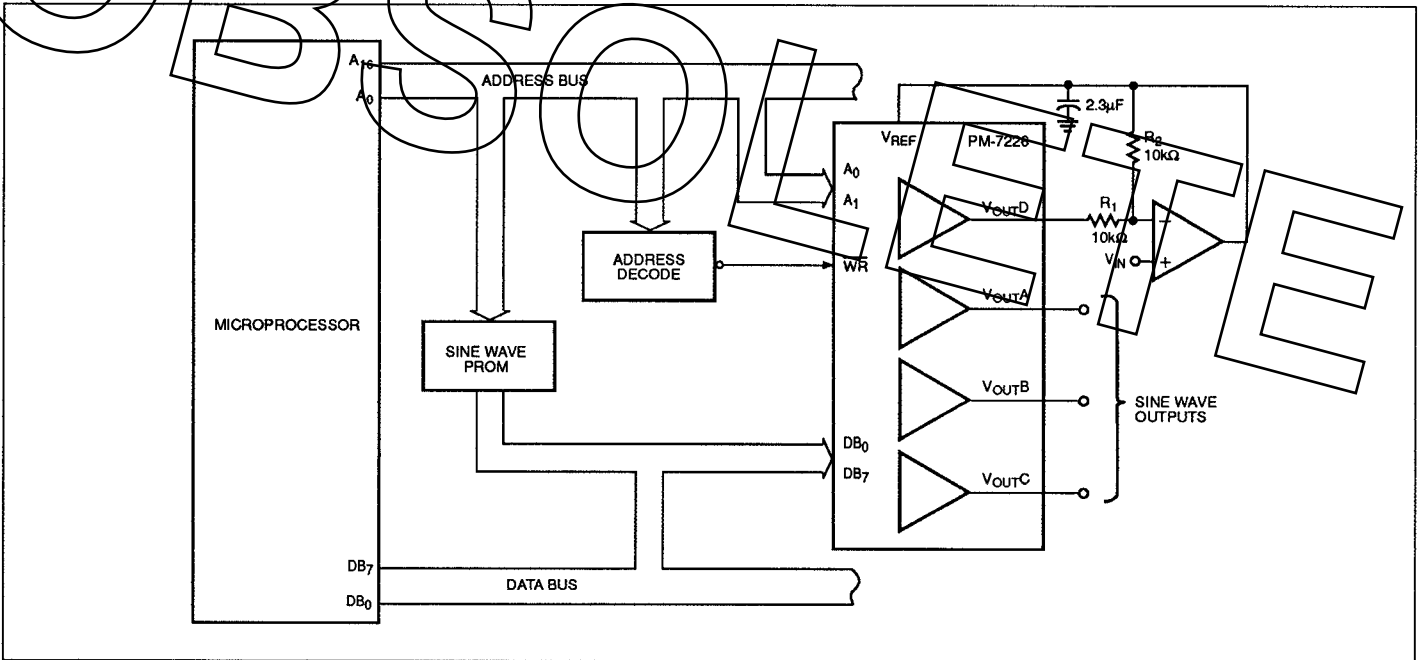 OBSOLETE
A16
ADDRESS BUS
A0
2.3µF
VREF
PM-7226
R2
10kΩ
A0
A1
VOUTD
R1
10kΩ
VIN
ADDRESS
DECODE
WR
VOUTA
MICROPROCESSOR
SINE WAVE
PROM
VOUTB
SINE WAVE
OUTPUTS
DB0
DB7
VOUTC
DB7
DATA BUS
DB0